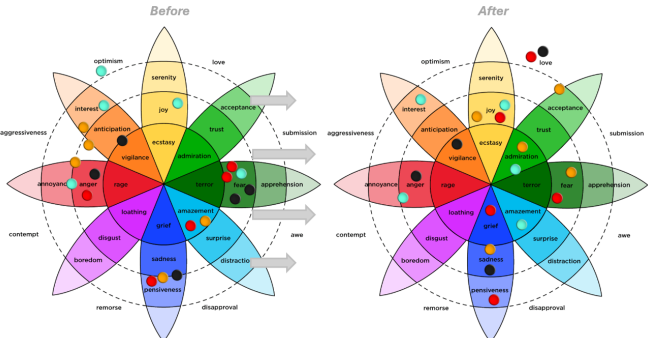 Before
After
optimism
love
serenity
interest
joy
acceptance
aggressiveness
anticipation
trust
submission
ecstasy
vigilance
admiration
annoyance
anger
rage
terror
fear
apprehension
loathing
amazement
contempt
disgust
grief
surprise
awe
boredom
sadness
distraction
pensiveness
remorse
disapproval
optimism
love
serenity
interest
joy
acceptance
aggressiveness
anticipation
trust
submission
ecstasy
vigilance
admiration
annoyance
anger
rage
terror
fear
apprehension
loathing
amazement
contempt
disgust
grief
surprise
awe
boredom
sadness
distraction
pensiveness
remorse
disapproval